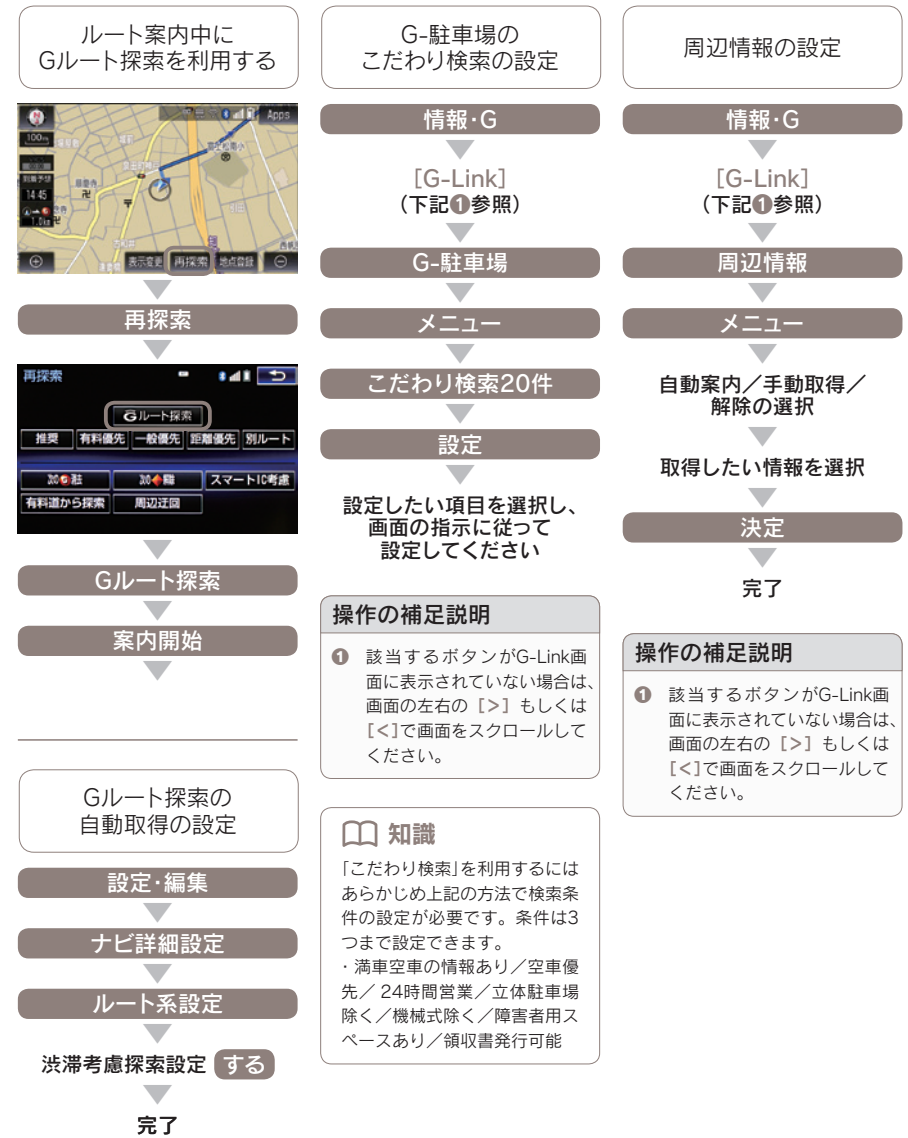 ルート案内中に
Gルート探索を利用する
100m
Apps
到着予想
14:45
1.0km
表示変更
再探索
地点登録
再探索
再探索
Gルート探索
推奨
有料優先
一般優先
距離優先
別ルート
スマートIC考慮
有料道から探索
周辺迂回
Gルート探索
案内開始
Gルート探索の
自動取得の設定
設定・編集
ナビ詳細設定
ルート系設定
渋滞考慮探索設定 する
完了
G-駐車場の
こだわり検索の設定
情報・G
[G-Link]
(下記❶参照)
G-駐車場
メニュー
こだわり検索20件
設定
設定したい項目を選択し、
画面の指示に従って
設定してください
操作の補足説明
❶ 該当するボタンがG-Link画
面に表示されていない場合は、
画面の左右の [>] もしくは
[<]で画面をスクロールして
ください。
知識
「こだわり検索」を利用するには
あらかじめ上記の方法で検索条
件の設定が必要です。条件は3
つまで設定できます。
・満車空車の情報あり/空車優
先/24時間営業/立体駐車場
除く/機械式除く/障害者用ス
ペースあり/領収書発行可能
周辺情報の設定
情報・G
[G-Link]
(下記❶参照)
周辺情報
メニュー
自動案内/手動取得/
解除の選択
取得したい情報を選択
決定
完了
操作の補足説明
❶ 該当するボタンがG-Link画
面に表示されていない場合は、
画面の左右の [>] もしくは
[<]で画面をスクロールして
ください。